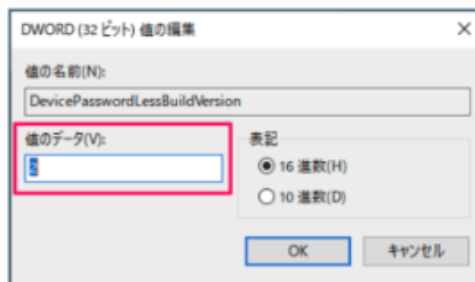 DWORD (32 ビット) 値の編集
値の名前(N):
DevicePasswordLessBuildVersion
値のデータ(V):
2
表記
16 進数(H)
10 進数(D)
OK
キャンセル